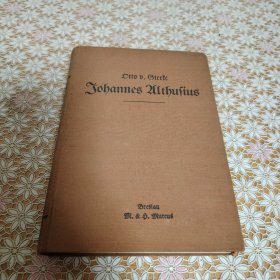 Otto v. Gierke
Johannes Althusius
Breslau
M. & H. Marcus